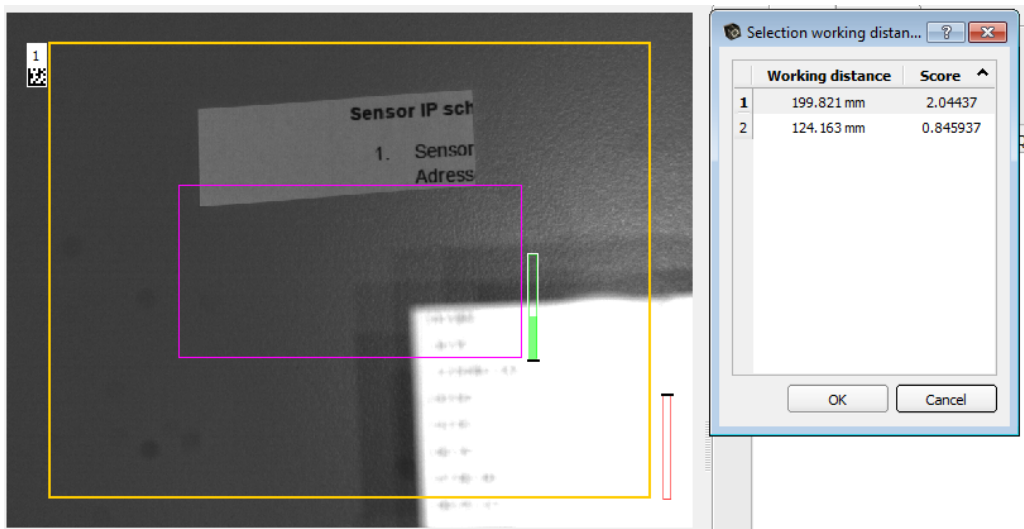 1
Sensor IP sch
1. Sensor
Adress
Selection working distan...
Working distance Score
1 199.821 mm 2.04437
2 124.163 mm 0.845937
OK Cancel